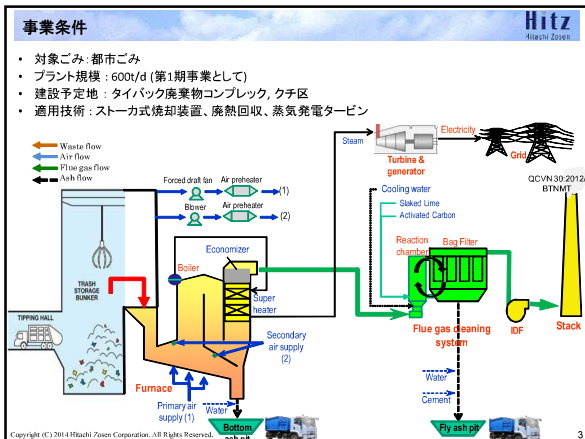 事業条件
Hitz
Hitachi Zosen
• 対象ごみ：都市ごみ
• プラント規模：600t/d (第1期事業として)
• 建設予定地 ：タイバック廃棄物コンプレック, クチ区
• 適用技術：ストーカ式焼却装置、廃熱回収、蒸気発電タービン
Waste flow
Air flow
Flue gas flow
Ash flow
Forced draft fan
Air preheater
(1)
Blower
Air preheater
(2)
Steam
Turbine &
generator
Electricity
Grid
QCVN 30:2012/
BTNMT
Cooling water
Slaked Lime
Activated Carbon
Economizer
Boiler
Super
heater
Reaction
chamber
Bag Filter
TRASH
STORAGE
BUNKER
TIPPING HALL
Secondary
air supply
(2)
Flue gas cleaning
system
IDF
Stack
Furnace
Primary air
supply (1)
Water
Water
Cement
Bottom
ash pit
Fly ash pit
Copyright (C) 2014 Hitachi Zosen Corporation. All Rights Reserved.
3